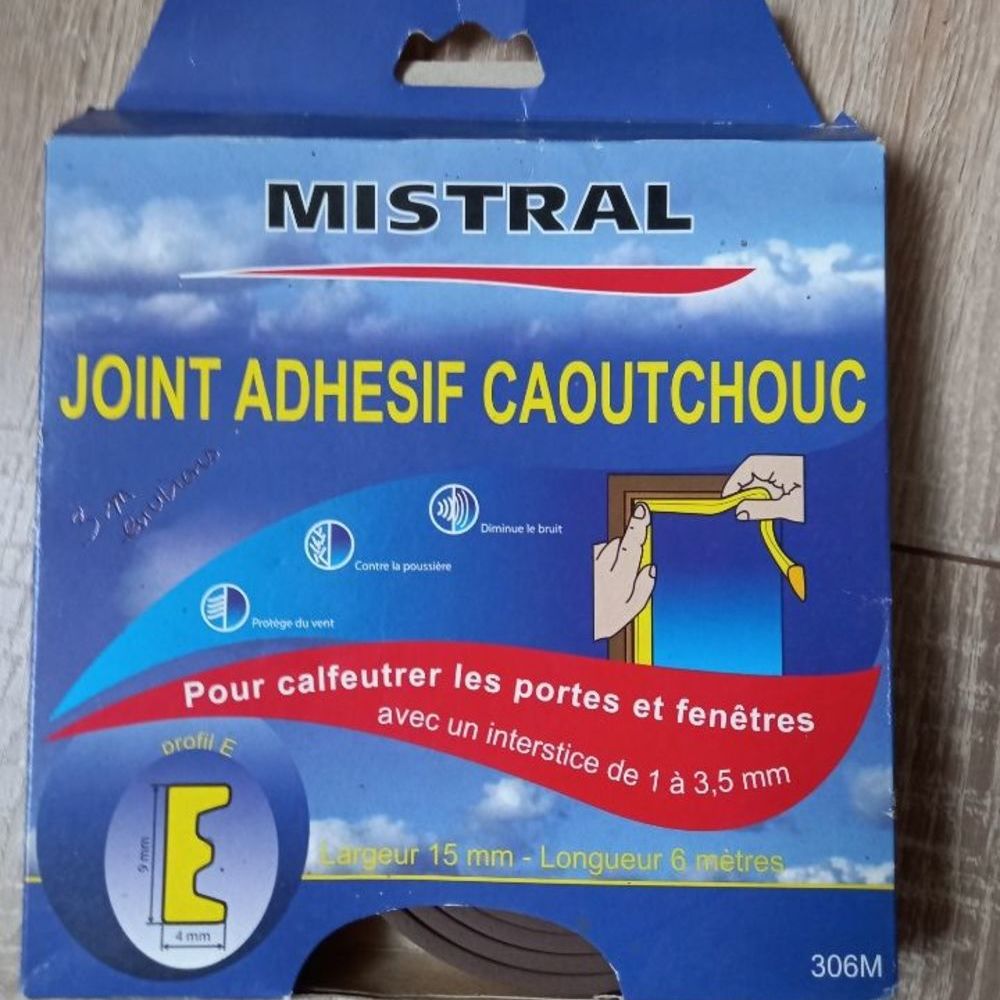 MISTRAL
JOINT ADHESIF CAOUTCHOUC
3 m
environs
Diminue le bruit
Contre la poussière
Protège du vent
Pour calfeutrer les portes et fenêtres
avec un interstice de 1 à 3,5 mm
profil E
9 mm
4 mm
Largeur 15 mm - Longueur 6 mètres
306M